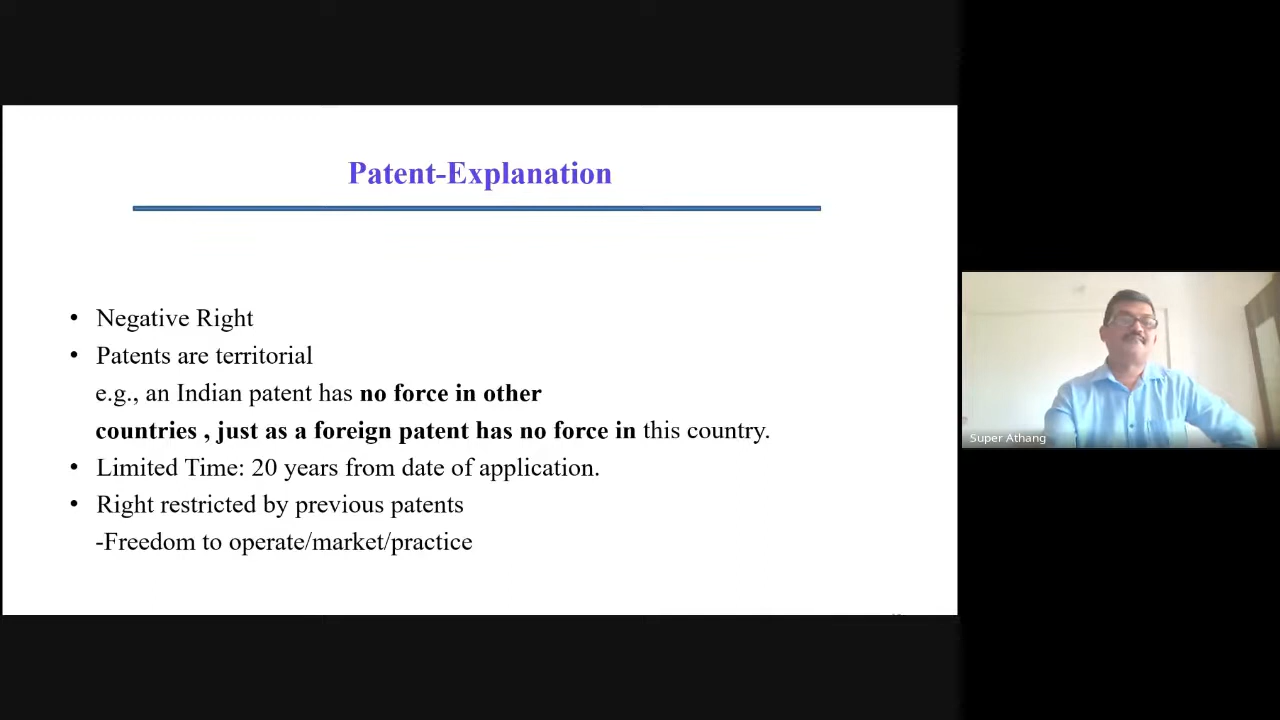 Patent-Explanation
• Negative Right
• Patents are territorial
e.g., an Indian patent has no force in other
countries , just as a foreign patent has no force in this country.
• Limited Time: 20 years from date of application.
• Right restricted by previous patents
-Freedom to operate/market/practice
Super Athang